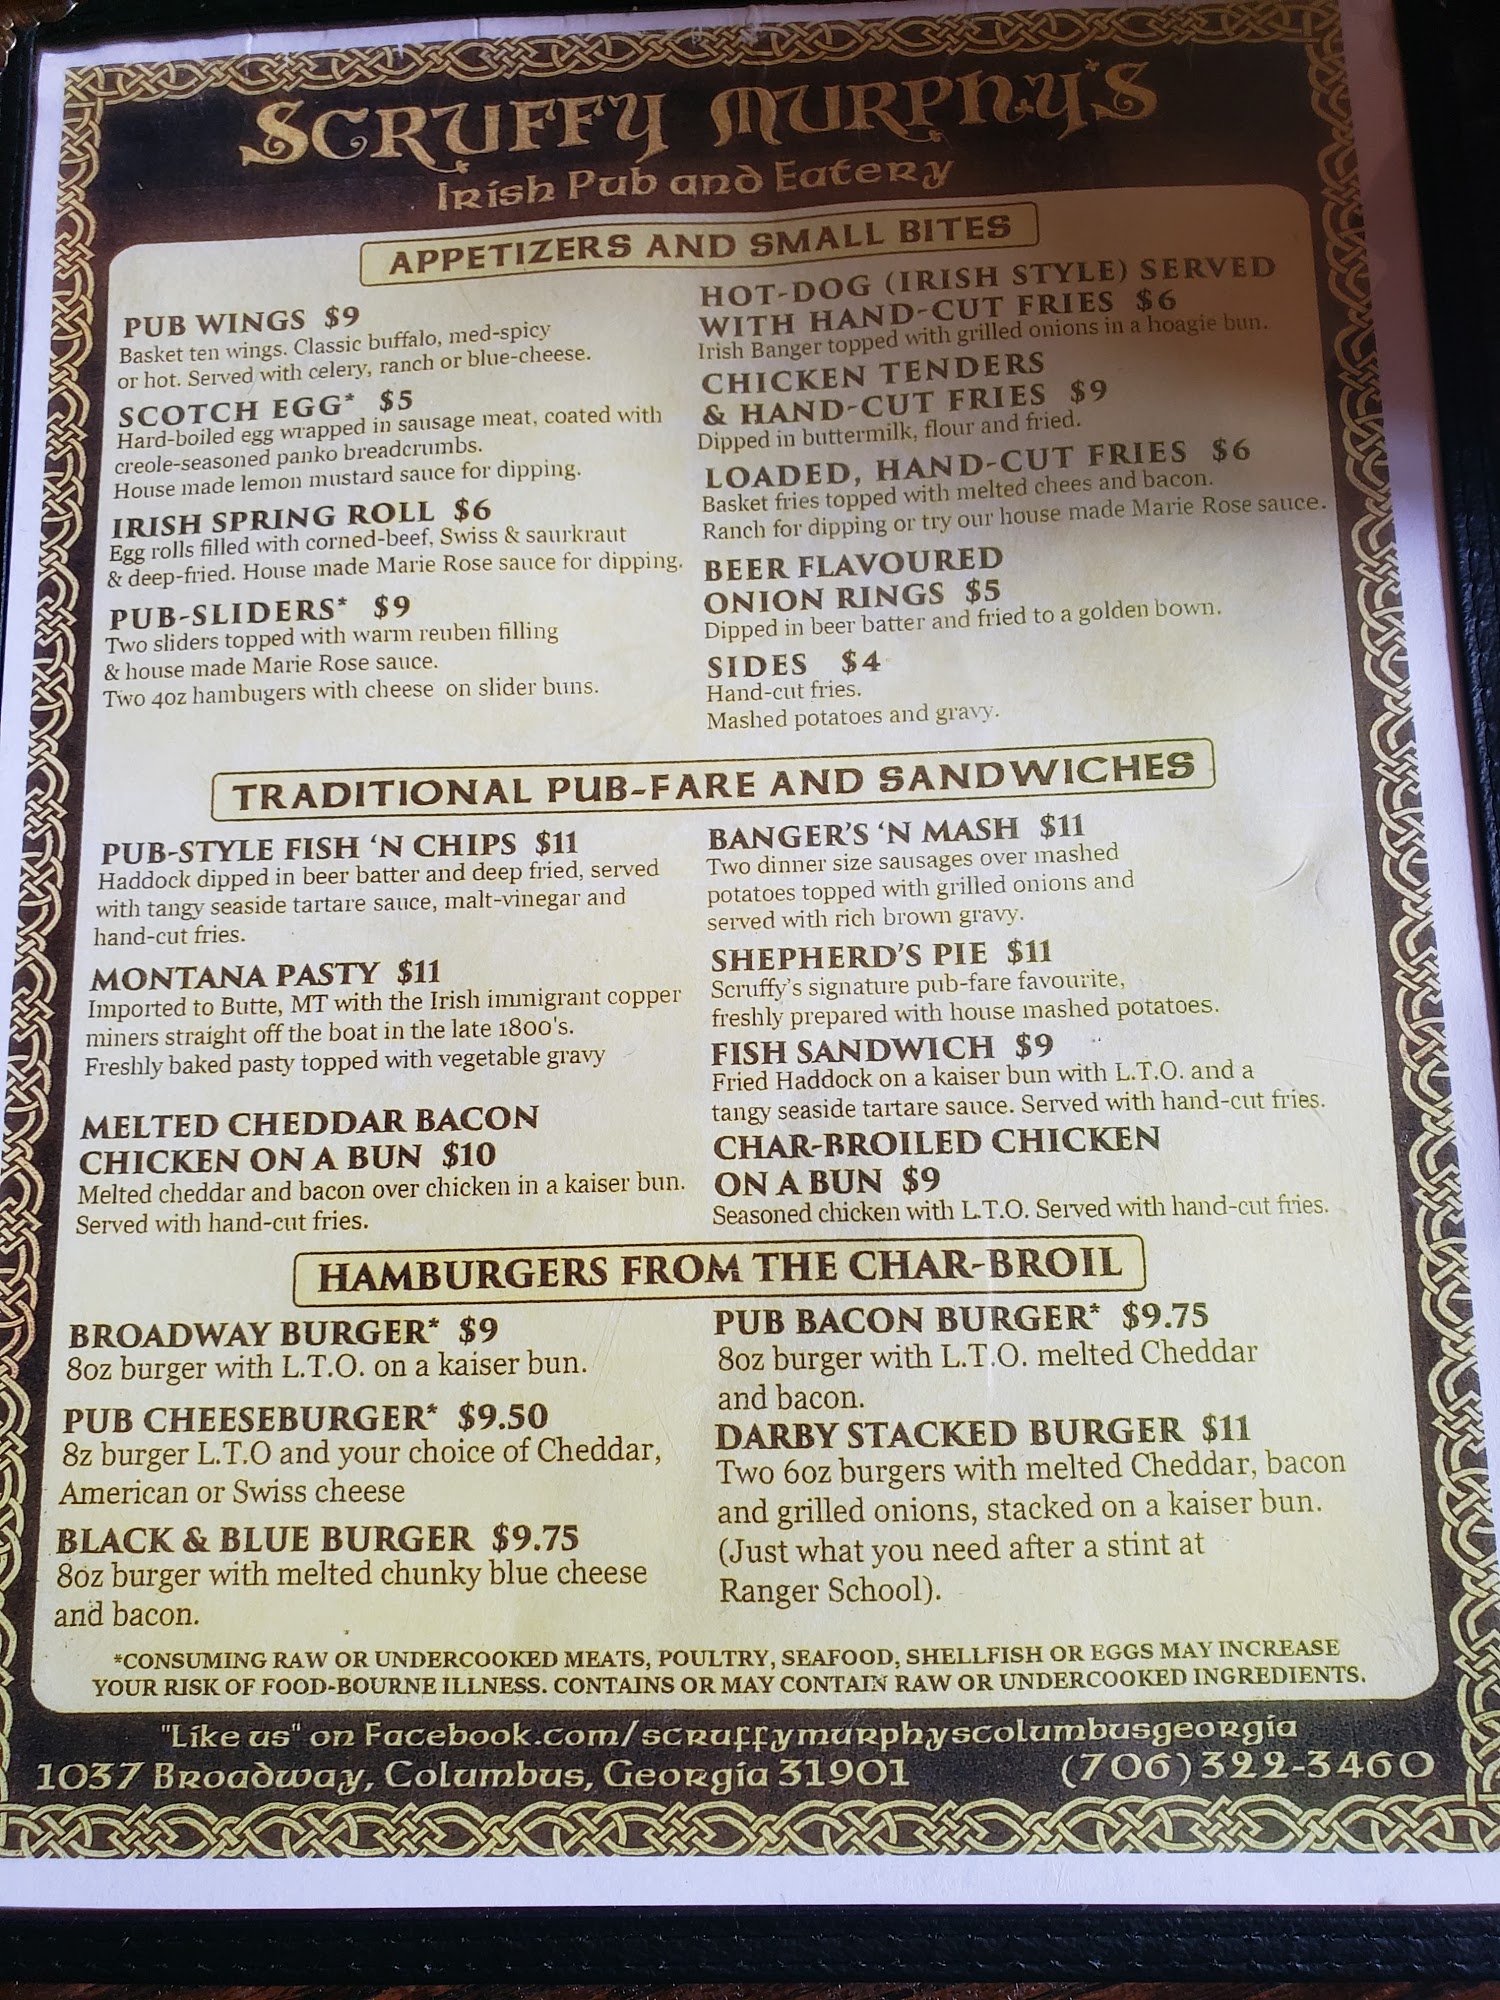 SCRUFFY MURPHY'S
Irish Pub and Eatery
APPETIZERS AND SMALL BITES
PUB WINGS $9
Basket ten wings. Classic buffalo, med-spicy
or hot. Served with celery, ranch or blue-cheese.
SCOTCH EGG* $5
Hard-boiled egg wrapped in sausage meat, coated with
creole-seasoned panko breadcrumbs.
House made lemon mustard sauce for dipping.
IRISH SPRING ROLL $6
Egg rolls filled with corned-beef, Swiss & saurkraut
& deep-fried. House made Marie Rose sauce for dipping.
PUB-SLIDERS* $9
Two sliders topped with warm reuben filling
& house made Marie Rose sauce.
Two 4oz hambugers with cheese on slider buns.
HOT-DOG (IRISH STYLE) SERVED
WITH HAND-CUT FRIES $6
Irish Banger topped with grilled onions in a hoagie bun.
CHICKEN TENDERS
& HAND-CUT FRIES $9
Dipped in buttermilk, flour and fried.
LOADED, HAND-CUT FRIES $6
Basket fries topped with melted chees and bacon.
Ranch for dipping or try our house made Marie Rose sauce.
BEER FLAVOURED
ONION RINGS $5
Dipped in beer batter and fried to a golden bown.
SIDES $4
Hand-cut fries.
Mashed potatoes and gravy.
TRADITIONAL PUB-FARE AND SANDWICHES
PUB-STYLE FISH 'N CHIPS $11
Haddock dipped in beer batter and deep fried, served
with tangy seaside tartare sauce, malt-vinegar and
hand-cut fries.
MONTANA PASTY $11
Imported to Butte, MT with the Irish immigrant copper
miners straight off the boat in the late 1800's.
Freshly baked pasty topped with vegetable gravy
MELTED CHEDDAR BACON
CHICKEN ON A BUN $10
Melted cheddar and bacon over chicken in a kaiser bun.
Served with hand-cut fries.
BANGER'S 'N MASH $11
Two dinner size sausages over mashed
potatoes topped with grilled onions and
served with rich brown gravy.
SHEPHERD'S PIE $11
Scruffy's signature pub-fare favourite,
freshly prepared with house mashed potatoes.
FISH SANDWICH $9
Fried Haddock on a kaiser bun with L.T.O. and a
tangy seaside tartare sauce. Served with hand-cut fries.
CHAR-BROILED CHICKEN
ON A BUN $9
Seasoned chicken with L.T.O. Served with hand-cut fries.
HAMBURGERS FROM THE CHAR-BROIL
BROADWAY BURGER* $9
8oz burger with L.T.O. on a kaiser bun.
PUB CHEESEBURGER* $9.50
8z burger L.T.O and your choice of Cheddar,
American or Swiss cheese
BLACK & BLUE BURGER $9.75
8oz burger with melted chunky blue cheese
and bacon.
PUB BACON BURGER* $9.75
8oz burger with L.T.O. melted Cheddar
and bacon.
DARBY STACKED BURGER $11
Two 6oz burgers with melted Cheddar, bacon
and grilled onions, stacked on a kaiser bun.
(Just what you need after a stint at
Ranger School).
*CONSUMING RAW OR UNDERCOOKED MEATS, POULTRY, SEAFOOD, SHELLFISH OR EGGS MAY INCREASE
YOUR RISK OF FOOD-BOURNE ILLNESS. CONTAINS OR MAY CONTAIN RAW OR UNDERCOOKED INGREDIENTS.
"Like us" on Facebook.com/scruffymurphyscolumbusgeorgia
1037 Broadway, Columbus, Georgia 31901 (706)322-3460